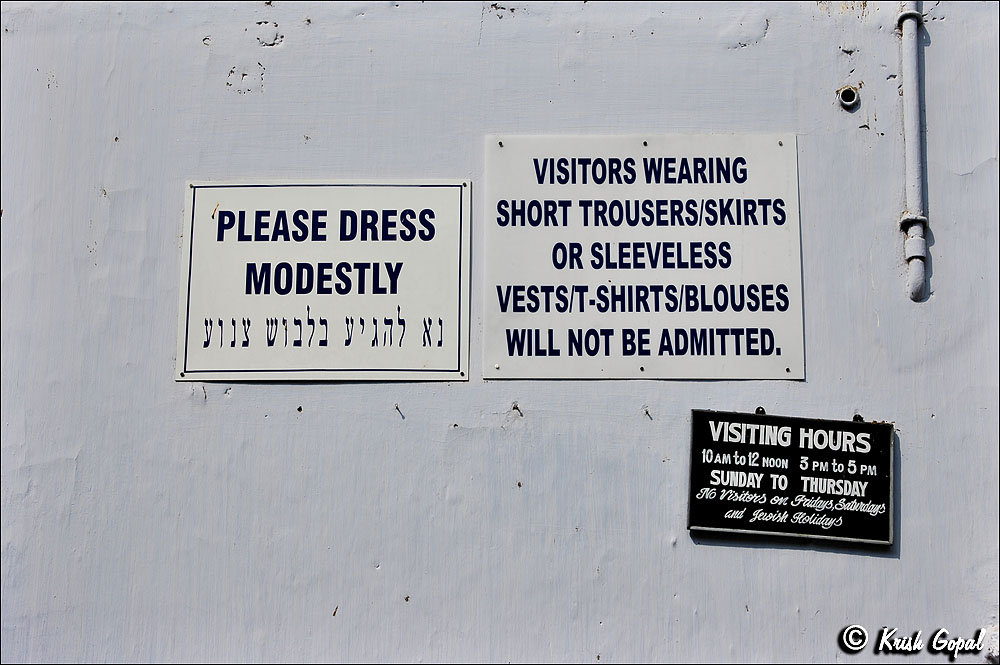 PLEASE DRESS
MODESTLY
נא להגיע בלבוש צנוע
VISITORS WEARING
SHORT TROUSERS/SKIRTS
OR SLEEVELESS
VESTS/T-SHIRTS/BLOUSES
WILL NOT BE ADMITTED.
VISITING HOURS
10 AM to 12 NOON 3 PM to 5 PM
SUNDAY TO THURSDAY
No Visitors on Fridays, Saturdays
and Jewish Holidays
© Krish Gopal